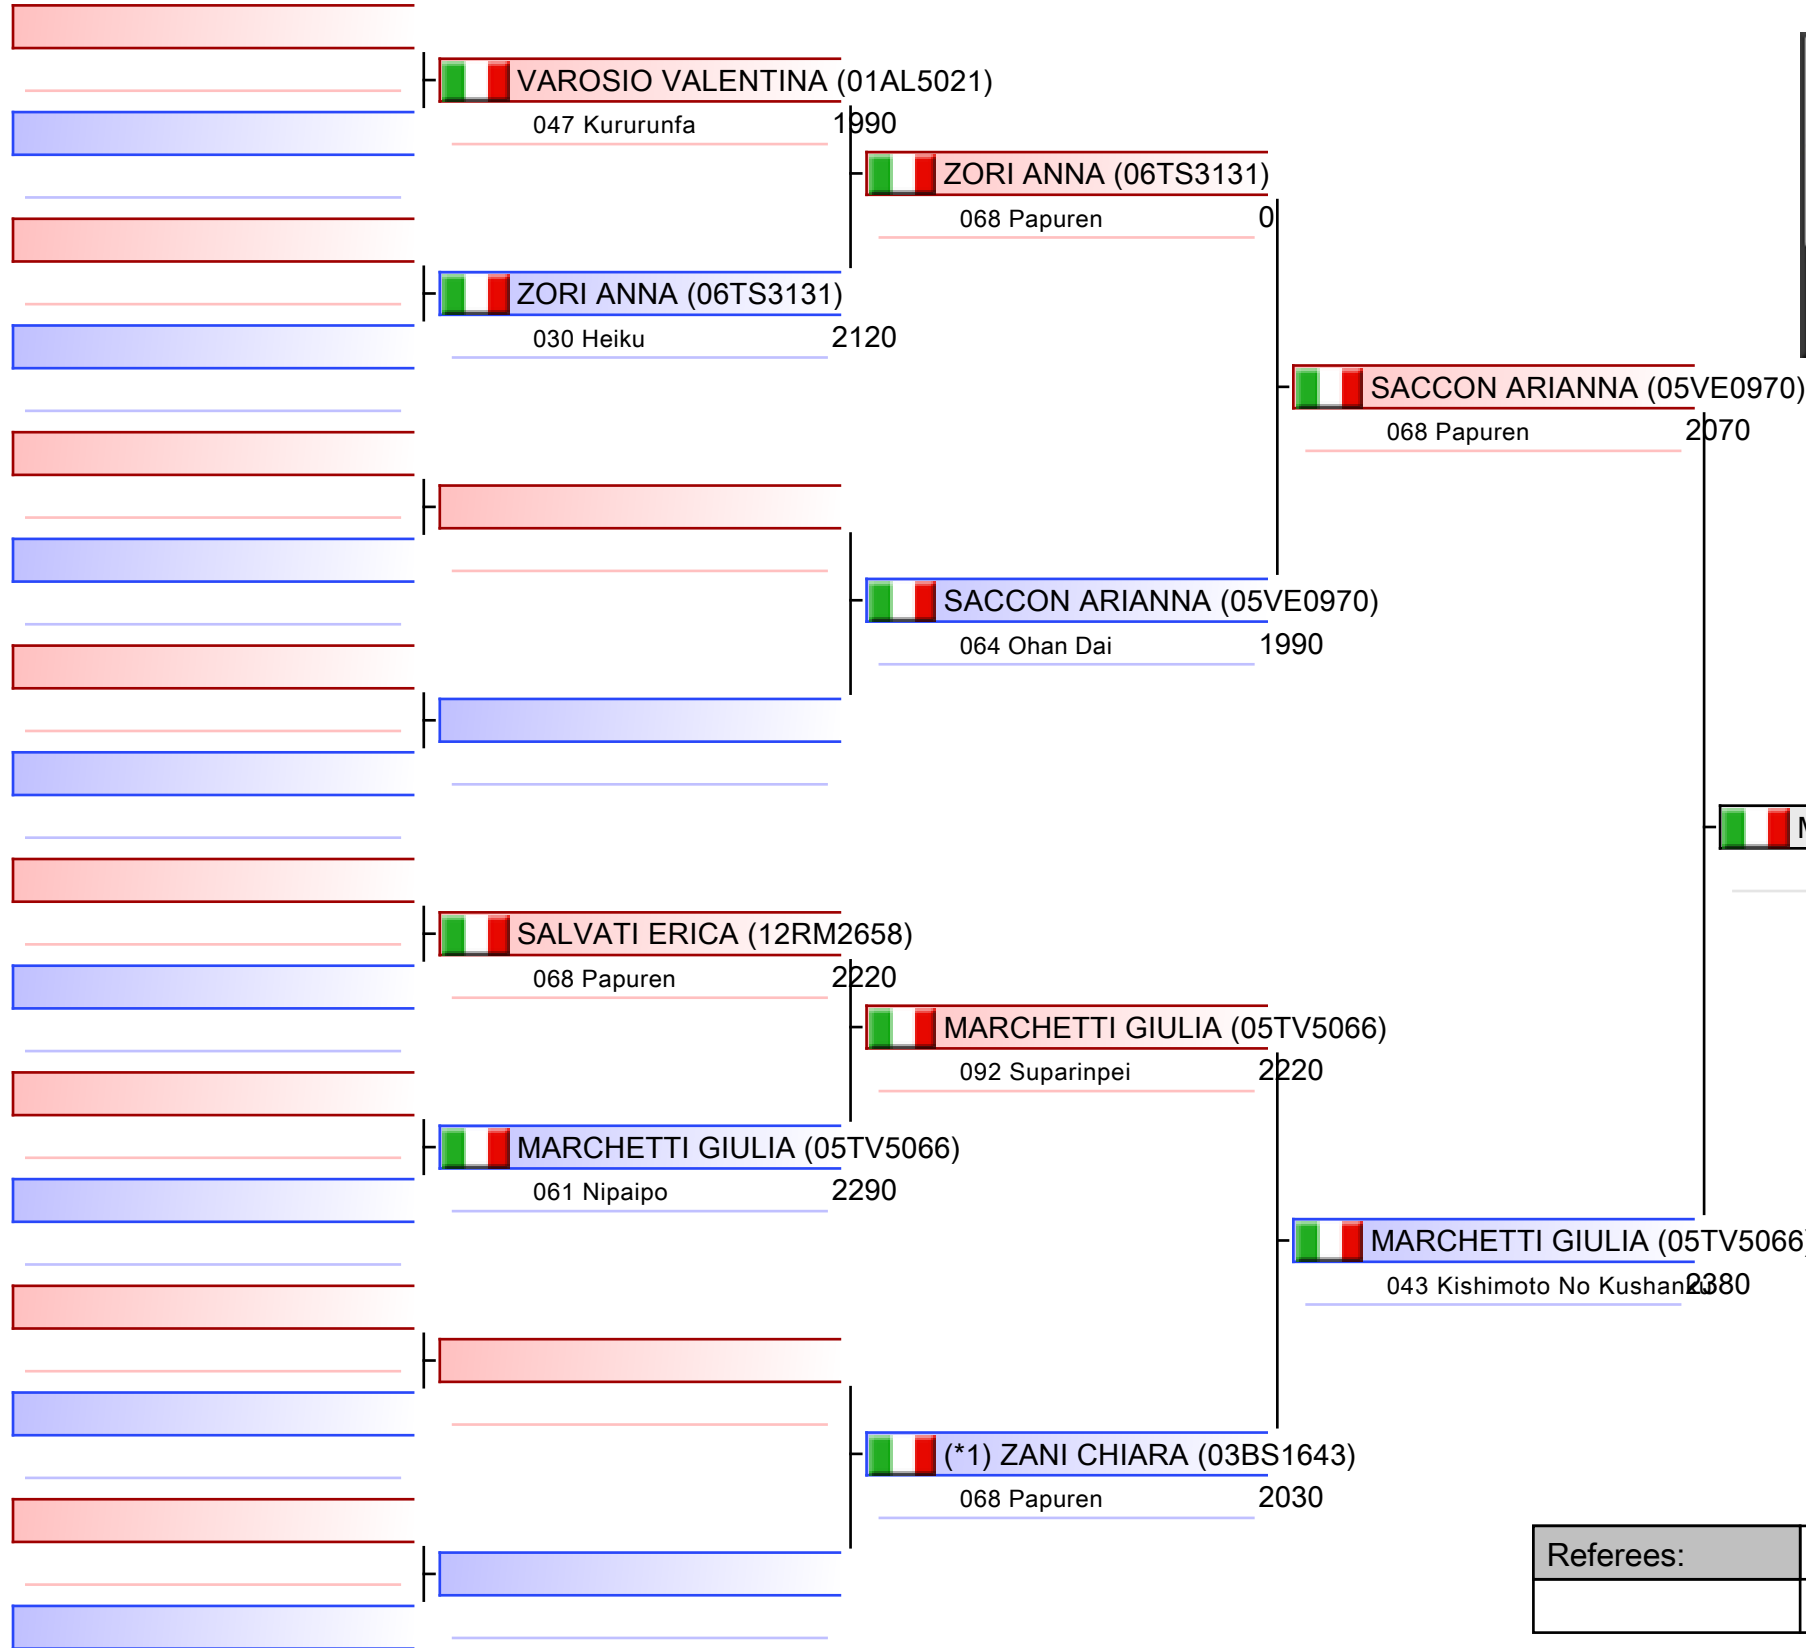 VAROSIO VALENTINA (01AL5021)
047 Kururunfa 1990
ZORI ANNA (06TS3131)
068 Papuren 0
ZORI ANNA (06TS3131)
030 Heiku 2120
SACCON ARIANNA (05VE0970)
068 Papuren 2070
SACCON ARIANNA (05VE0970)
064 Ohan Dai 1990
SALVATI ERICA (12RM2658)
068 Papuren 2220
MARCHETTI GIULIA (05TV5066)
092 Suparinpei 2220
MARCHETTI GIULIA (05TV5066)
061 Nipaipo 2290
MARCHETTI GIULIA (05TV5066)
043 Kishimoto No Kushanku 2380
(*1) ZANI CHIARA (03BS1643)
068 Papuren 2030
Referees: